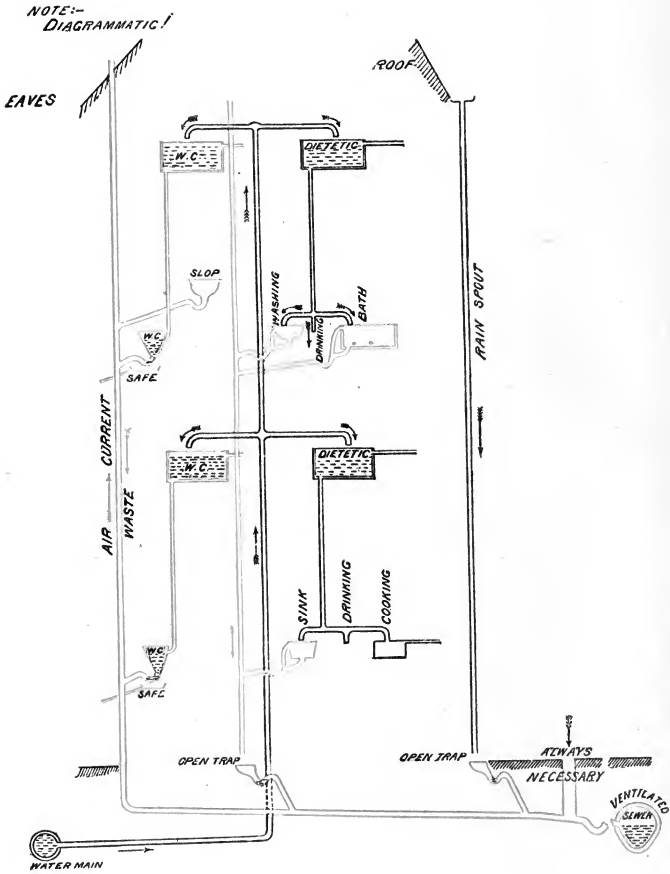 NOTE:-
DIAGRAMMATIC!
EAVES
ROOF
W.C.
DIETETIC
SLOP
WASHING
DRINKING
BATH
RAIN SPOUT
W.C
SAFE
AIR CURRENT
WASTE
W.C.
DIETETIC
SINK
DRINKING
COOKING
W.C
SAFE
OPEN TRAP
OPEN TRAP
ALWAYS
NECESSARY
VENTILATED
SEWER
WATER MAIN